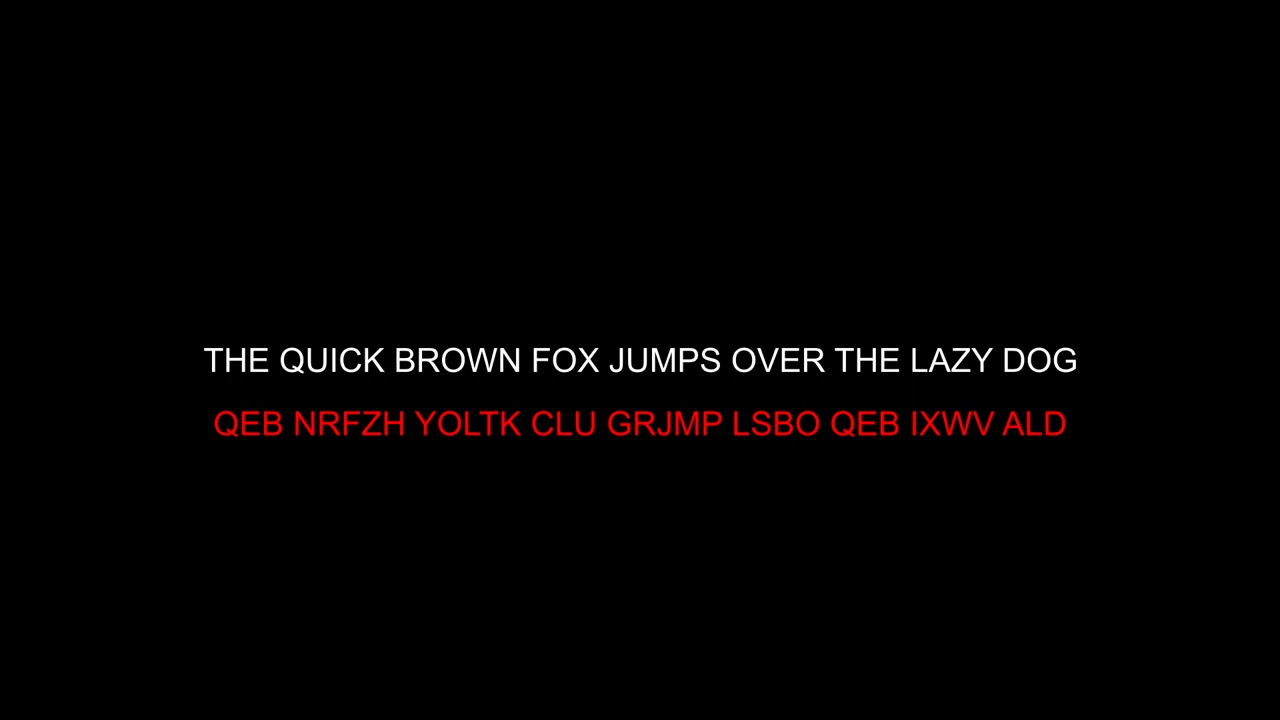 THE QUICK BROWN FOX JUMPS OVER THE LAZY DOG
QEB NRFZH YOLTK CLU GRJMP LSBO QEB IXWV ALD